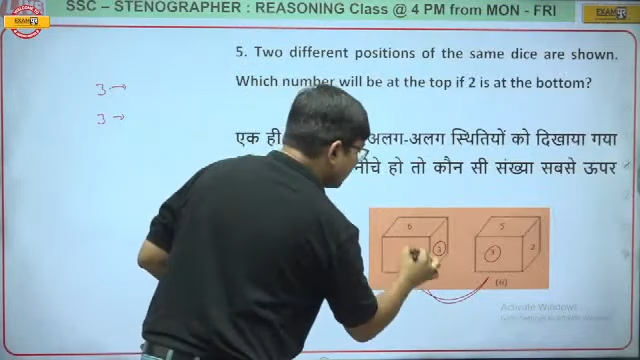 SSC – STENOGRAPHER : REASONING Class @ 4 PM from MON - FRI
EXAMपुर
EXAMपुर
5. Two different positions of the same dice are shown.
Which number will be at the top if 2 is at the bottom?
3 →
3 →
एक ही अलग-अलग स्थितियों को दिखाया गया
नीचे हो तो कौन सी संख्या सबसे ऊपर
6 5
3 3
(ii)
Activate Windows